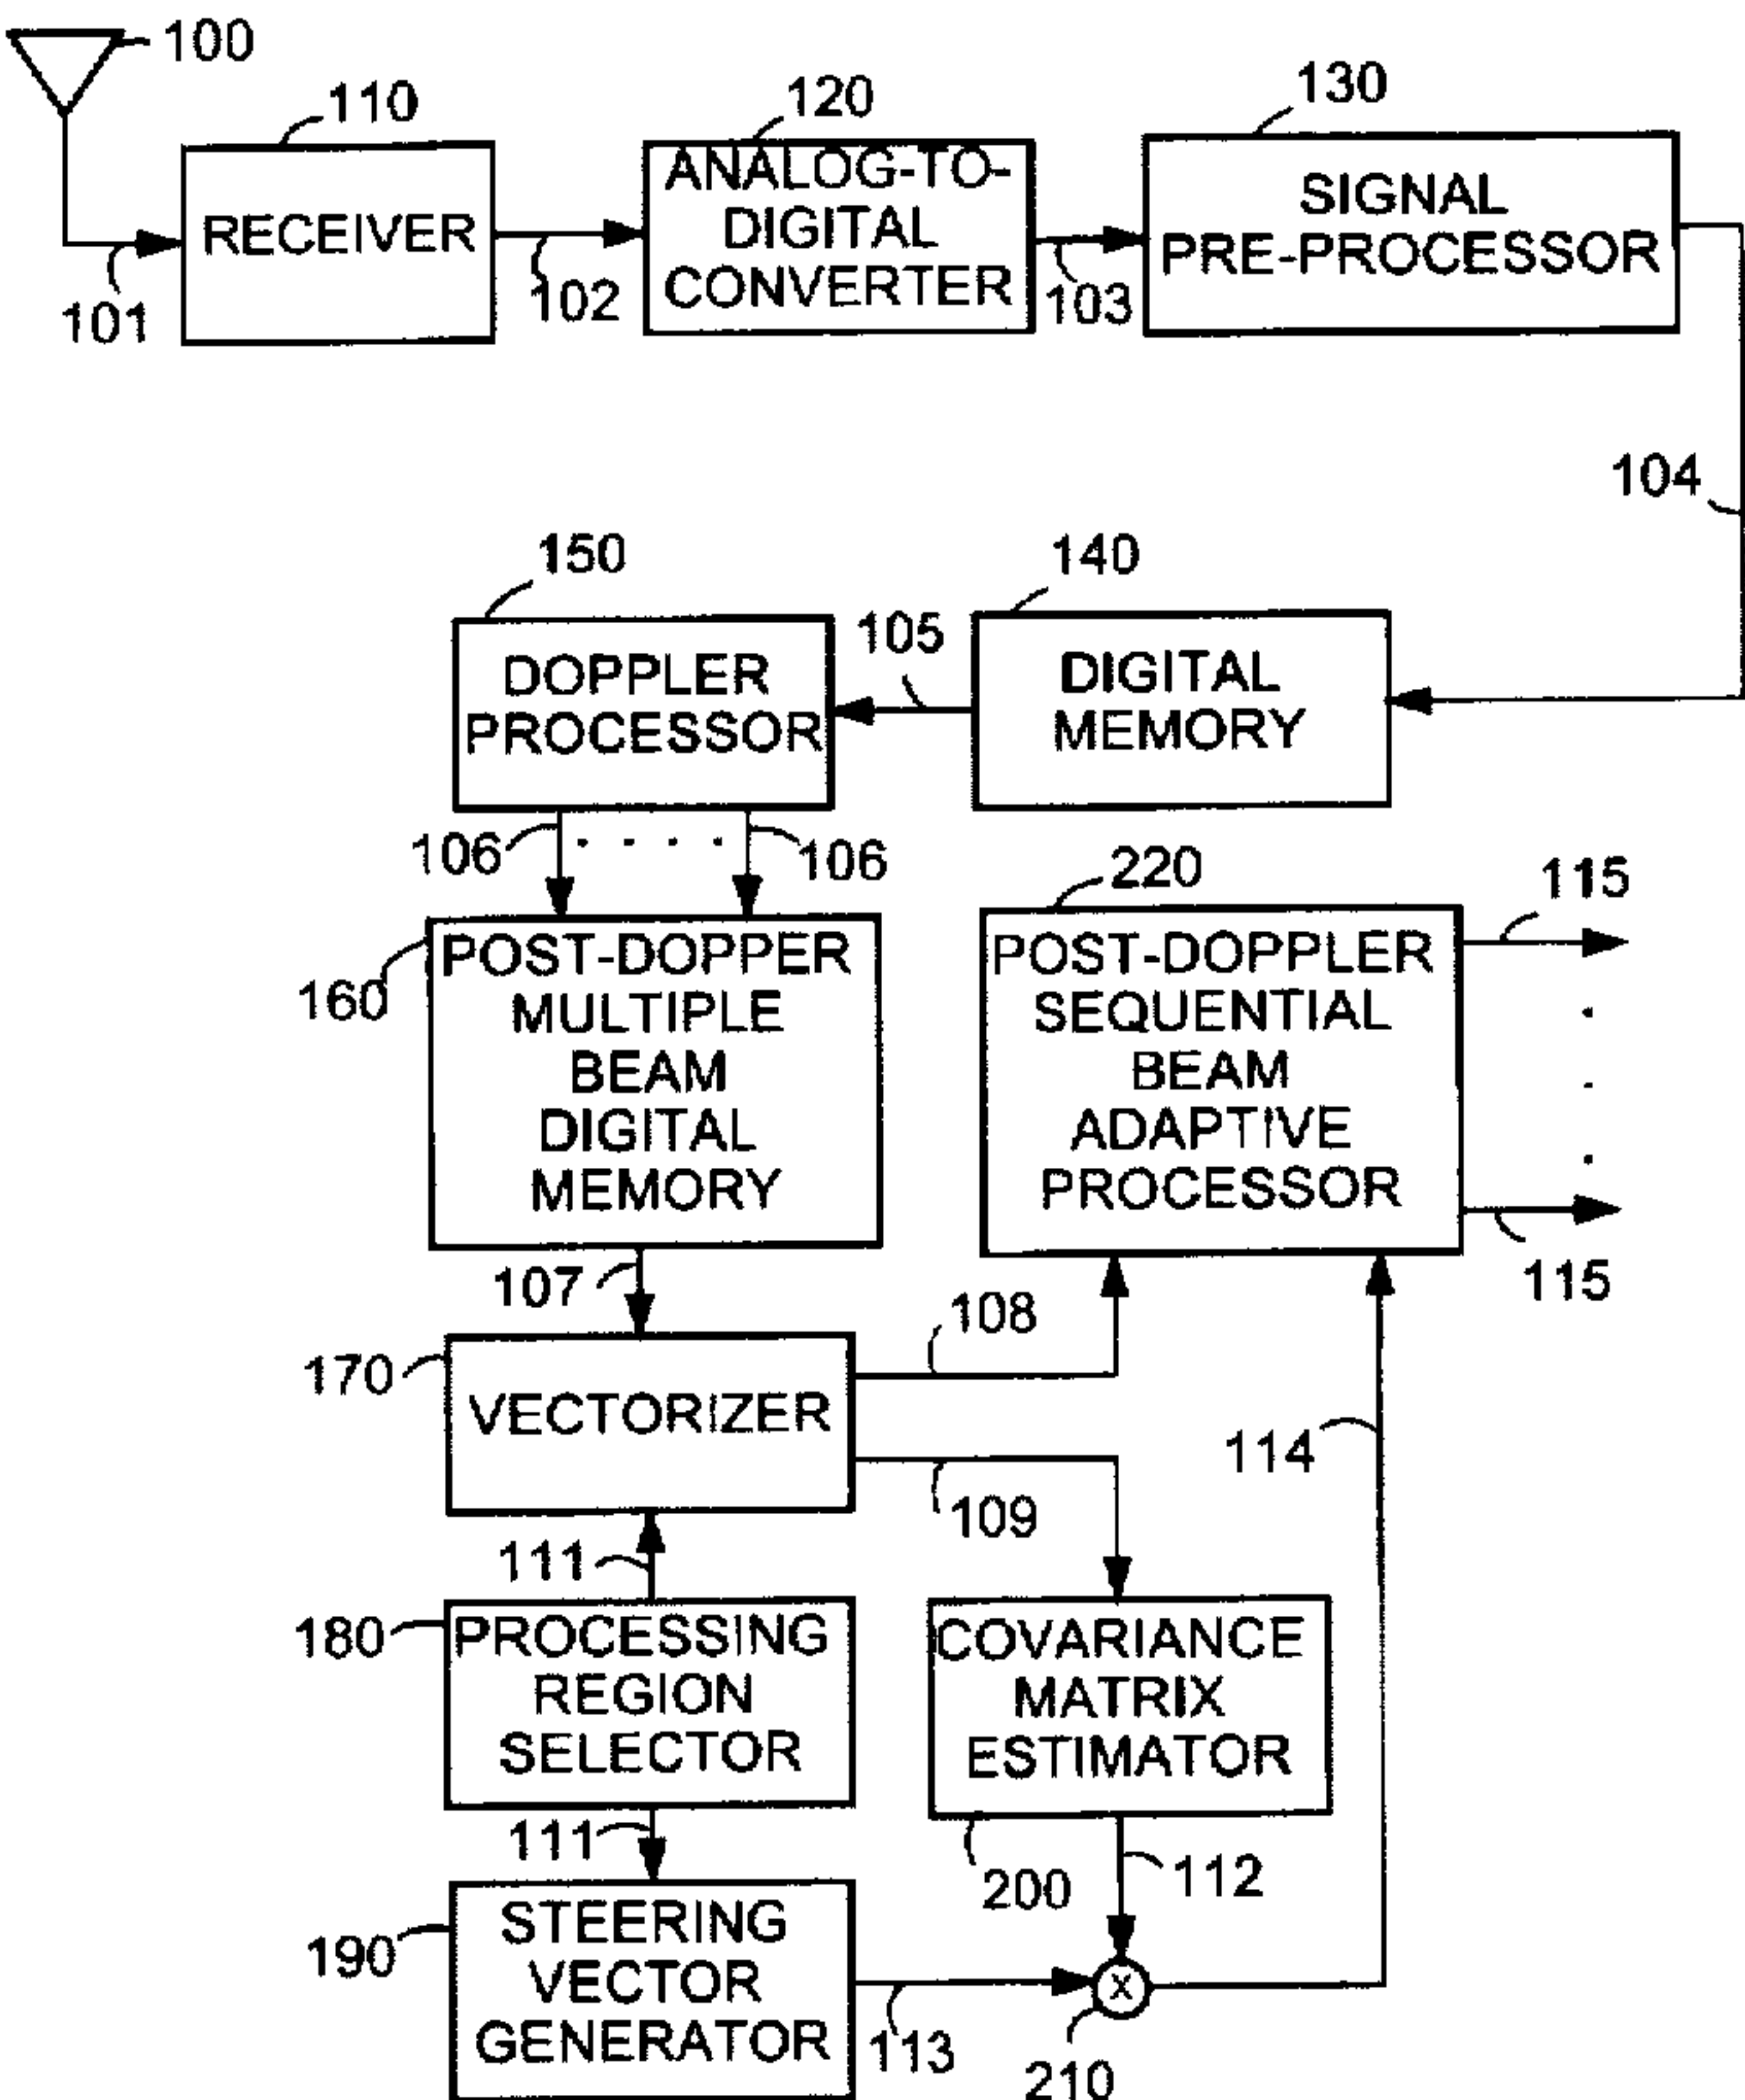 100
110
120
130
RECEIVER
ANALOG-TO-
DIGITAL
CONVERTER
SIGNAL
PRE-PROCESSOR
101
102
103
104
150
140
105
DOPPLER
PROCESSOR
DIGITAL
MEMORY
106
106
220
115
160
POST-DOPPER
MULTIPLE
BEAM
DIGITAL
MEMORY
POST-DOPPLER
SEQUENTIAL
BEAM
ADAPTIVE
PROCESSOR
107
115
108
170
VECTORIZER
114
109
111
180
PROCESSING
REGION
SELECTOR
COVARIANCE
MATRIX
ESTIMATOR
111
200
112
190
STEERING
VECTOR
GENERATOR
X
113
210